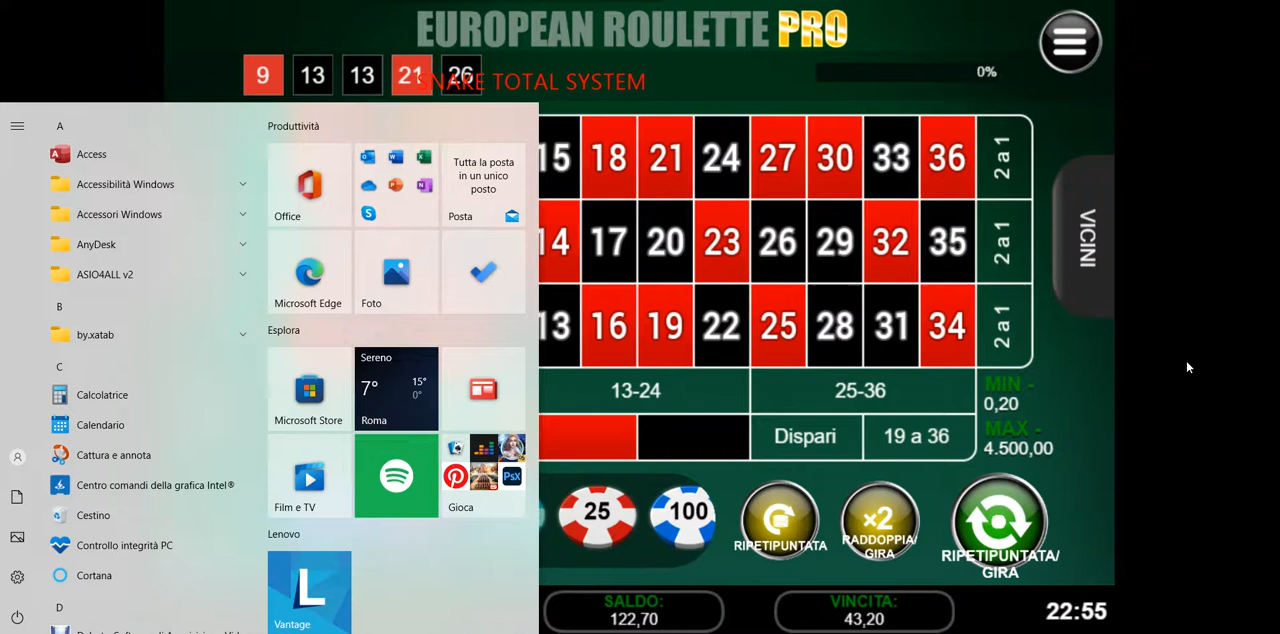 EUROPEAN ROULETTE PRO
9 13 13 21 26
SNAKE TOTAL SYSTEM
0%
A
Access
Accessibilità Windows
Accessori Windows
AnyDesk
ASIO4ALL v2
B
by.xatab
C
Calcolatrice
Calendario
Cattura e annota
Centro comandi della grafica Intel®
Cestino
Controllo integrità PC
Cortana
D
Produttività
Office
Tutta la posta
in un unico
posto
Posta
Microsoft Edge
Foto
Esplora
Microsoft Store
Sereno
7° 15°
0°
Roma
Film e TV
PsX
Gioca
Lenovo
L
Vantage
15 18 21 24 27 30 33 36 2 a 1
14 17 20 23 26 29 32 35 2 a 1
13 16 19 22 25 28 31 34 2 a 1
VICINI
13-24 25-36
Dispari 19 a 36
MIN -
0,20
MAX -
4.500,00
25 100
RIPETIPUNTATA
x2
RADDOPPIA/
GIRA
RIPETIPUNTATA/
GIRA
SALDO:
122,70
VINCITA:
43,20
22:55